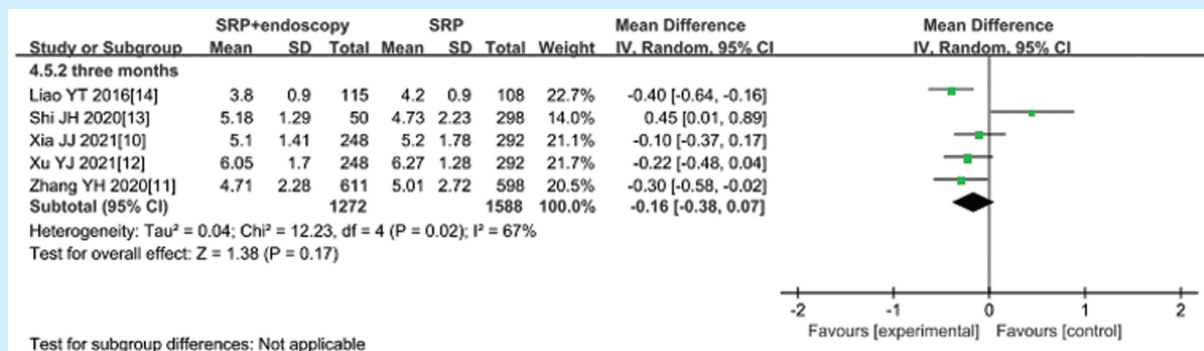 SRP+endoscopy SRP Mean Difference Mean Difference
Study or Subgroup Mean SD Total Mean SD Total Weight IV, Random, 95% CI IV, Random, 95% CI
4.5.2 three months
Liao YT 2016[14] 3.8 0.9 115 4.2 0.9 108 22.7% -0.40 [-0.64, -0.16]
Shi JH 2020[13] 5.18 1.29 50 4.73 2.23 298 14.0% 0.45 [0.01, 0.89]
Xia JJ 2021[10] 5.1 1.41 248 5.2 1.78 292 21.1% -0.10 [-0.37, 0.17]
Xu YJ 2021[12] 6.05 1.7 248 6.27 1.28 292 21.7% -0.22 [-0.48, 0.04]
Zhang YH 2020[11] 4.71 2.28 611 5.01 2.72 598 20.5% -0.30 [-0.58, -0.02]
Subtotal (95% CI) 1272 1588 100.0% -0.16 [-0.38, 0.07]
Heterogeneity: Tau² = 0.04; Chi² = 12.23, df = 4 (P = 0.02); I² = 67%
Test for overall effect: Z = 1.38 (P = 0.17)
-2 -1 0 1 2
Favours [experimental] Favours [control]
Test for subgroup differences: Not applicable